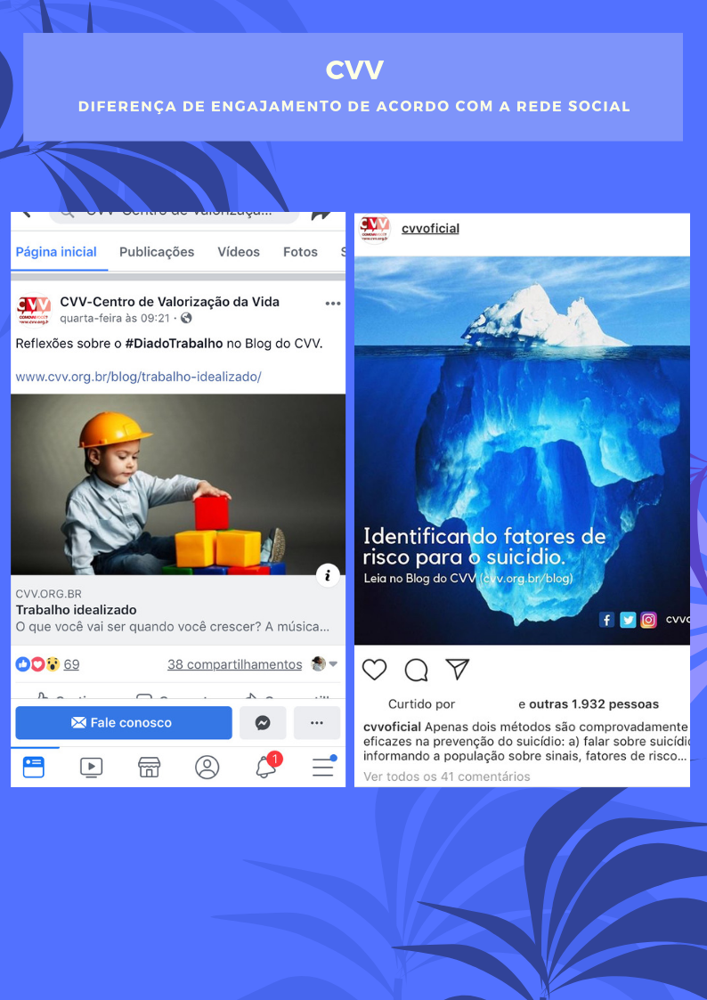 CVV
DIFERENÇA DE ENGAJAMENTO DE ACORDO COM A REDE SOCIAL
Página inicial Publicações Vídeos Fotos
CVV-Centro de Valorização da Vida
quarta-feira às 09:21 ·
Reflexões sobre o #DiadoTrabalho no Blog do CVV.
www.cvv.org.br/blog/trabalho-idealizado/
CVV.ORG.BR
Trabalho idealizado
O que você vai ser quando você crescer? A música...
69 38 compartilhamentos
Fale conosco
1
CVV
cvvoficial
Identificando fatores de
risco para o suicídio.
Leia no Blog do CVV (cvv.org.br/blog)
Curtido por e outras 1.932 pessoas
cvvoficial Apenas dois métodos são comprovadamente
eficazes na prevenção do suicídio: a) falar sobre
informando a população sobre sinais, fatores de risco...
Ver todos os 41 comentários